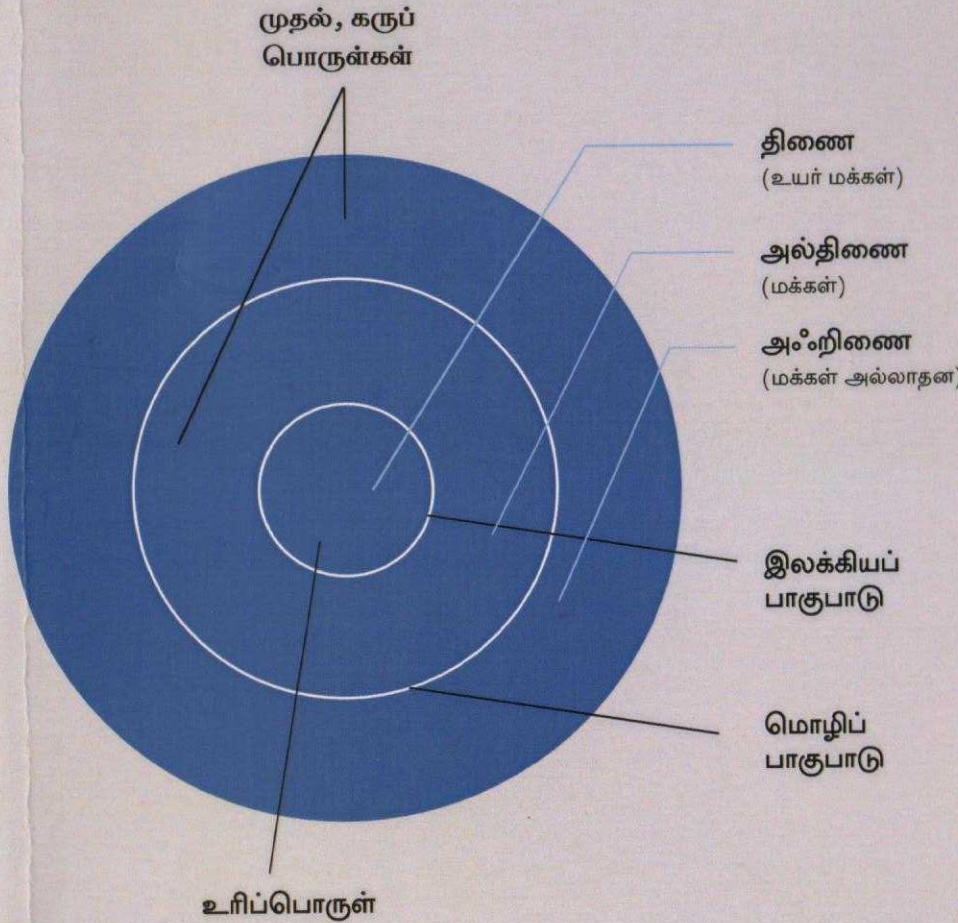 முதல், கருப்
பொருள்கள்
திணை
(உயர் மக்கள்)
அல்திணை
(மக்கள்)
அஃறிணை
(மக்கள் அல்லாதன)
இலக்கியப்
பாகுபாடு
மொழிப்
பாகுபாடு
உரிப்பொருள்